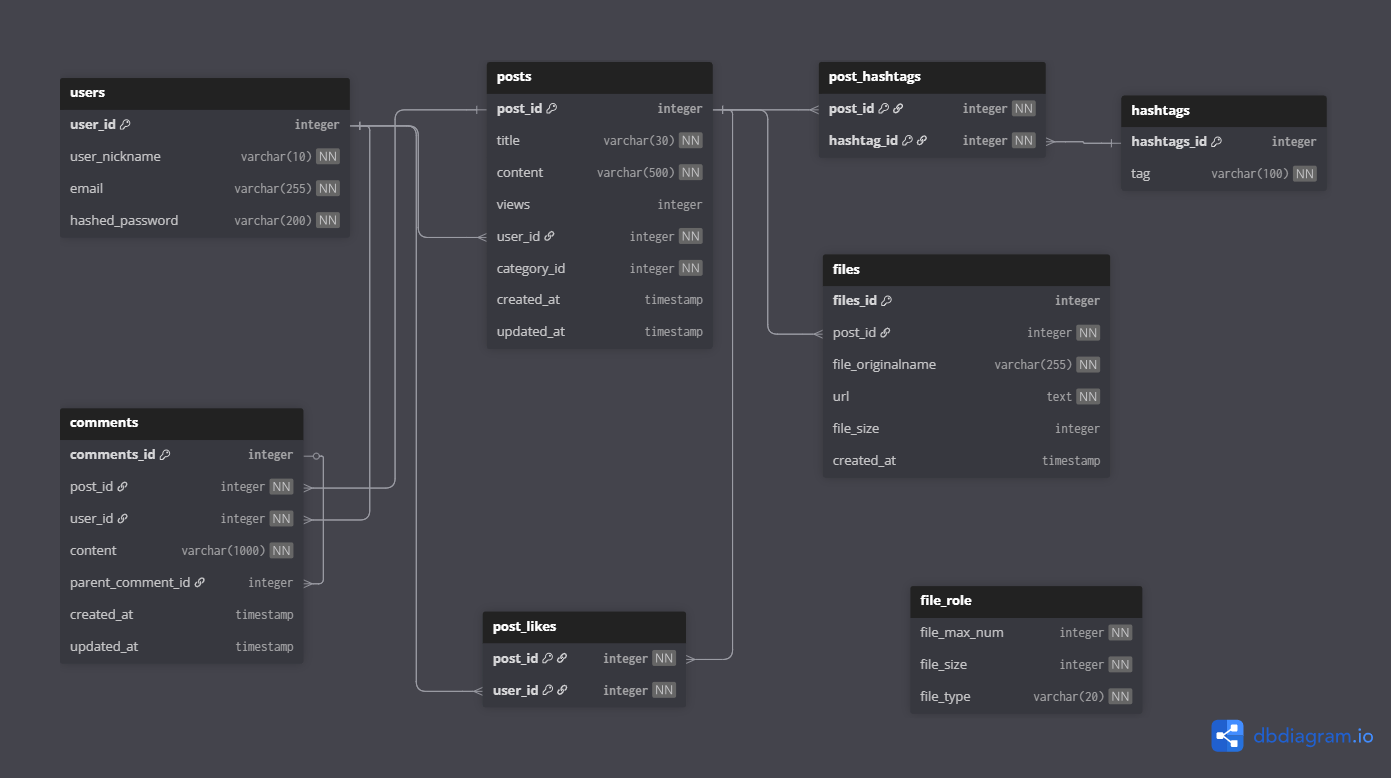 users
user_id integer
user_nickname varchar(10) NN
email varchar(255) NN
hashed_password varchar(200) NN
posts
post_id integer
title varchar(30) NN
content varchar(500) NN
views integer
user_id integer NN
category_id integer NN
created_at timestamp
updated_at timestamp
post_hashtags
post_id integer NN
hashtag_id integer NN
hashtags
hashtags_id integer
tag varchar(100) NN
files
files_id integer
post_id integer NN
file_originalname varchar(255) NN
url text NN
file_size integer
created_at timestamp
comments
comments_id integer
post_id integer NN
user_id integer NN
content varchar(1000) NN
parent_comment_id integer
created_at timestamp
updated_at timestamp
post_likes
post_id integer NN
user_id integer NN
file_role
file_max_num integer NN
file_size integer NN
file_type varchar(20) NN
dbdiagram.io